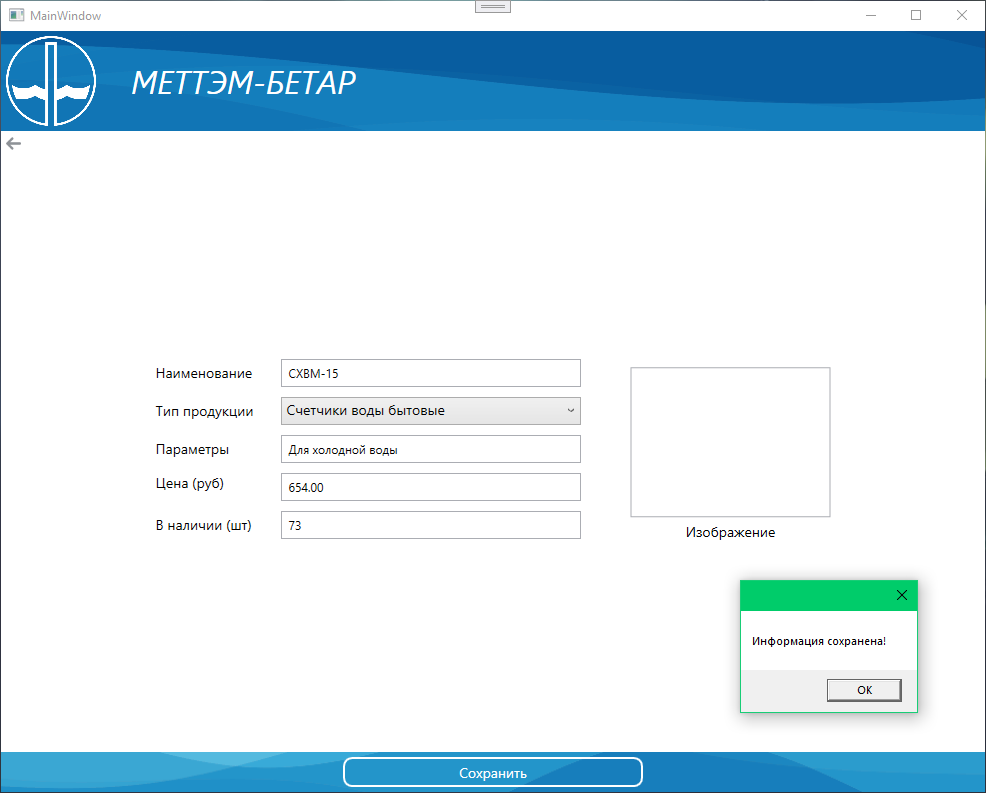 MainWindow
МЕТТЭМ-БЕТАР
Наименование
СХВМ-15
Тип продукции
Счетчики воды бытовые
Параметры
Для холодной воды
Цена (руб)
654.00
В наличии (шт)
73
Изображение
Информация сохранена!
OK
Сохранить